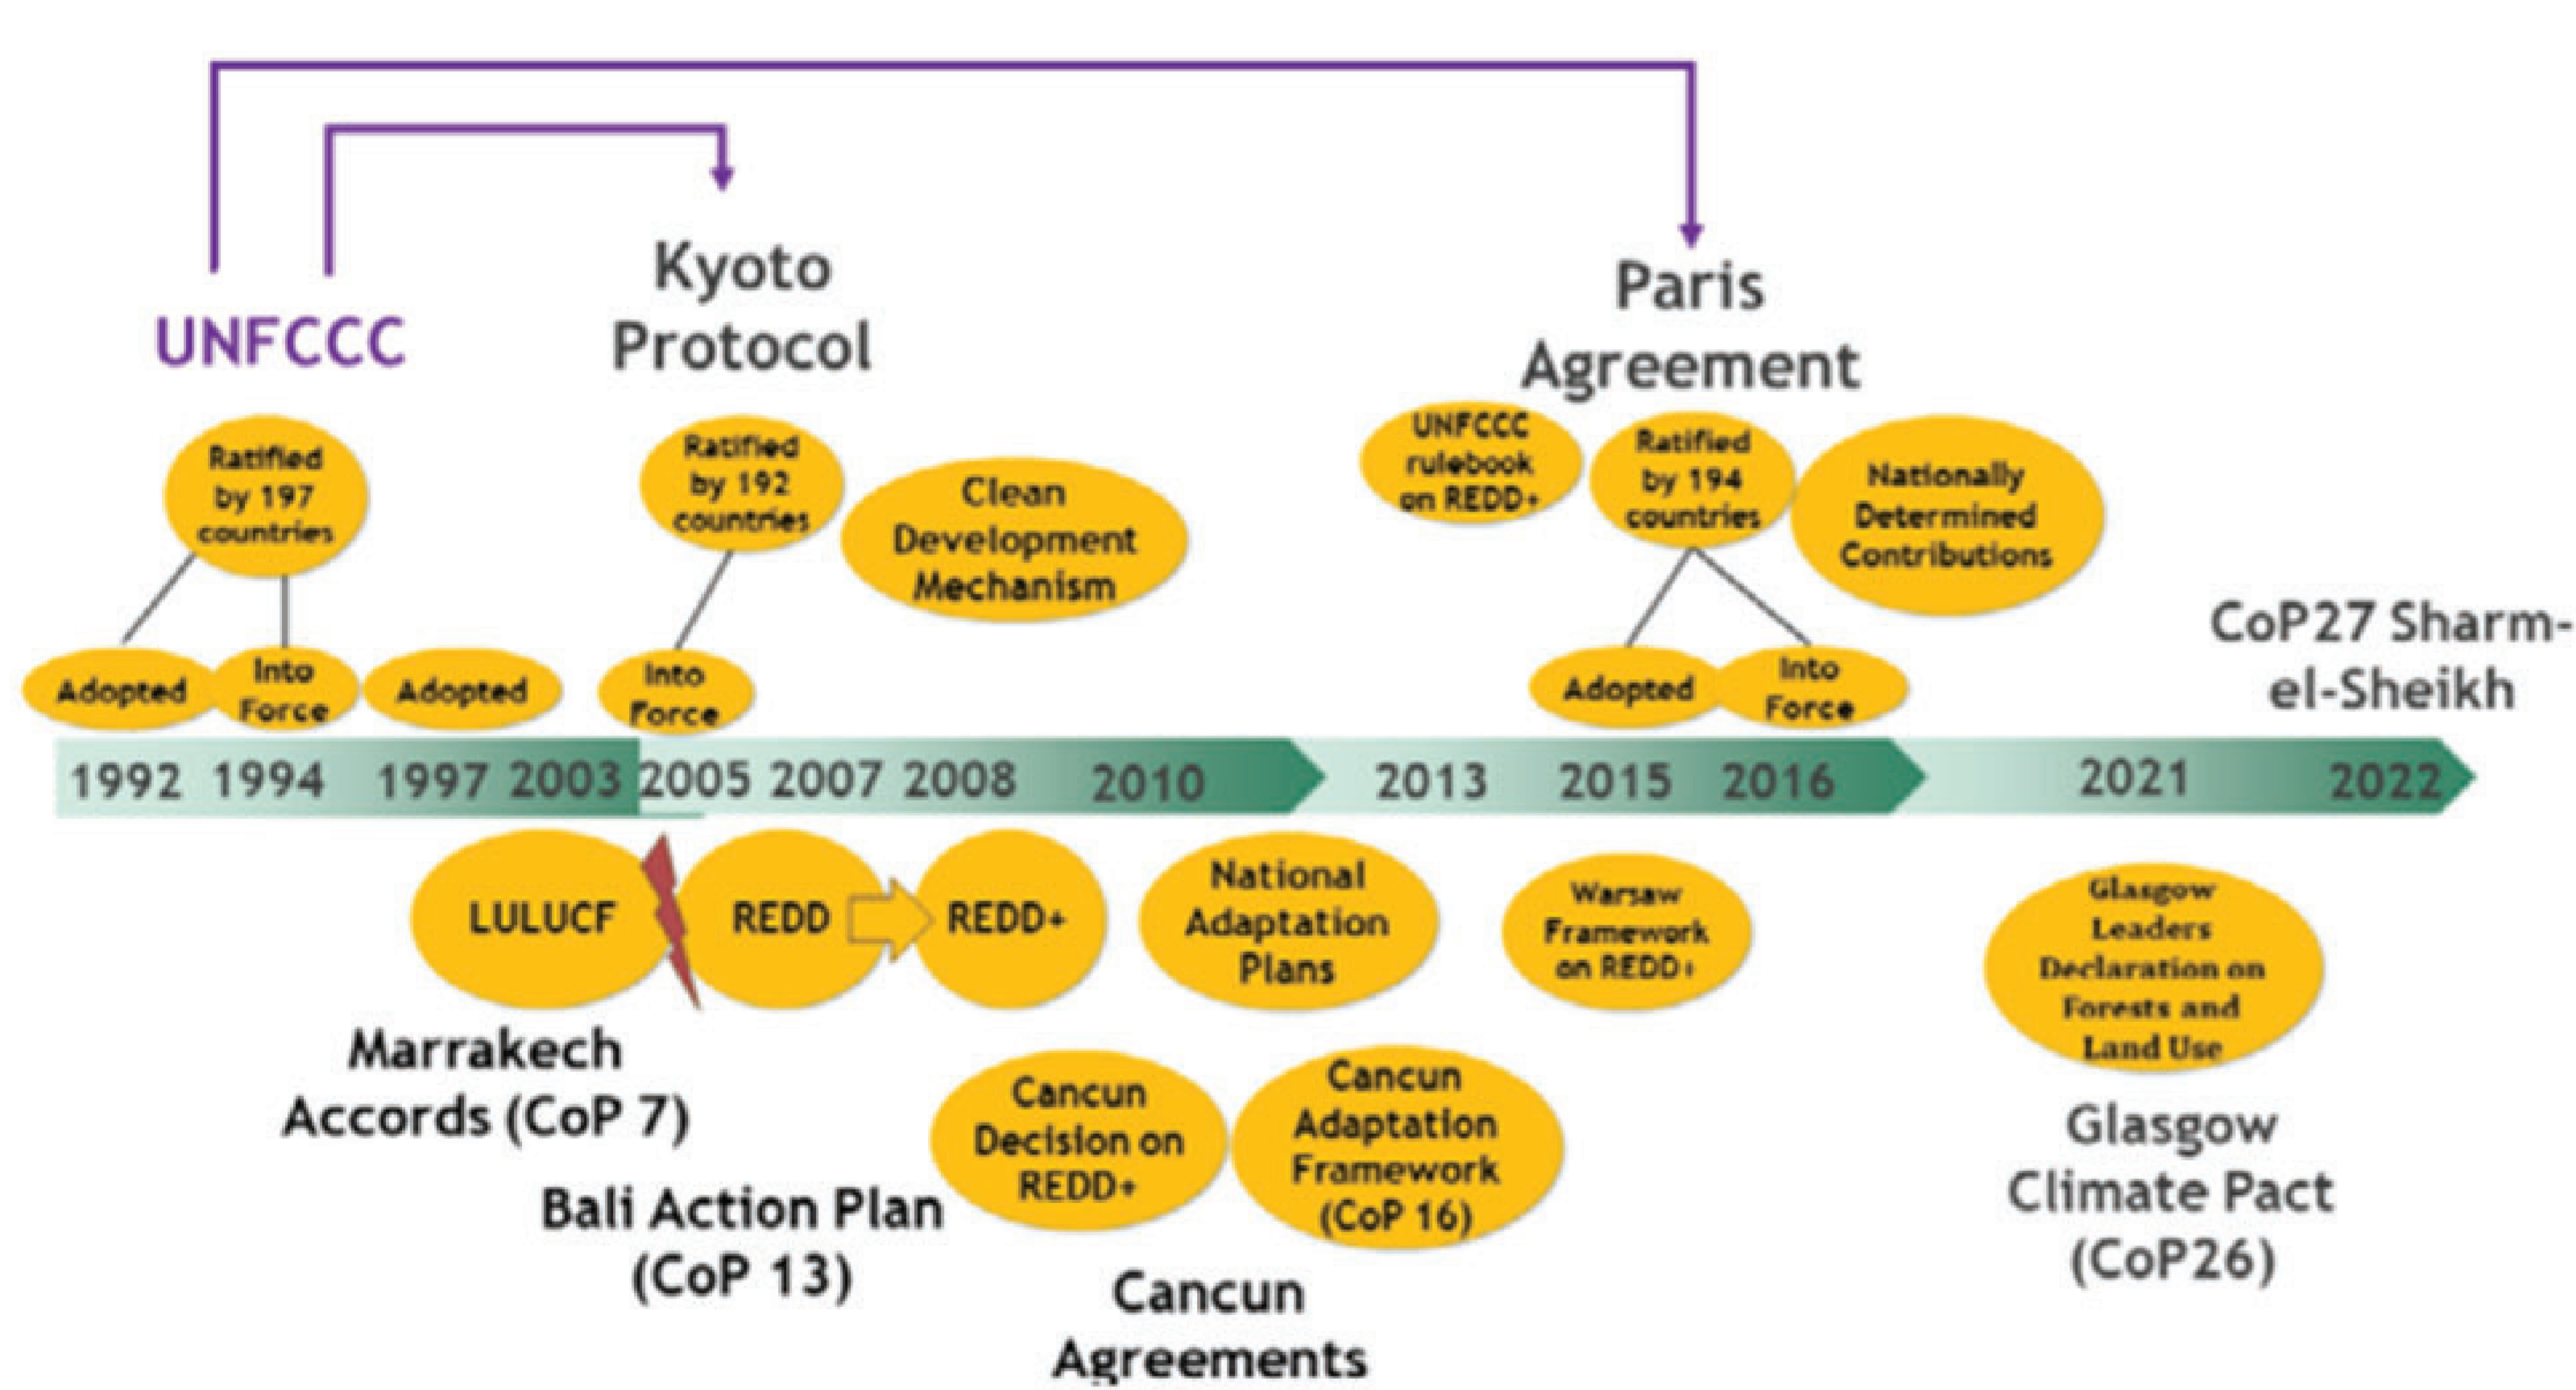 UNFCCC
Kyoto
Protocol
Paris
Agreement
Ratified
by 197
countries
Ratified
by 192
countries
Clean
Development
Mechanism
UNFCCC
rulebook
on REDD+
Ratified
by 194
countries
Nationally
Determined
Contributions
CoP27 Sharm-
el-Sheikh
Adopted
Into
Force
Adopted
Into
Force
Adopted
Into
Force
1992 1994 1997 2003 2005 2007 2008 2010 2013 2015 2016 2021 2022
LULUCF
REDD
REDD+
National
Adaptation
Plans
Warsaw
Framework
on REDD+
Glasgow
Leaders
Declaration on
Forests and
Land Use
Marrakech
Accords (CoP 7)
Bali Action Plan
(CoP 13)
Cancun
Decision on
REDD+
Cancun
Adaptation
Framework
(CoP 16)
Cancun
Agreements
Glasgow
Climate Pact
(CoP26)